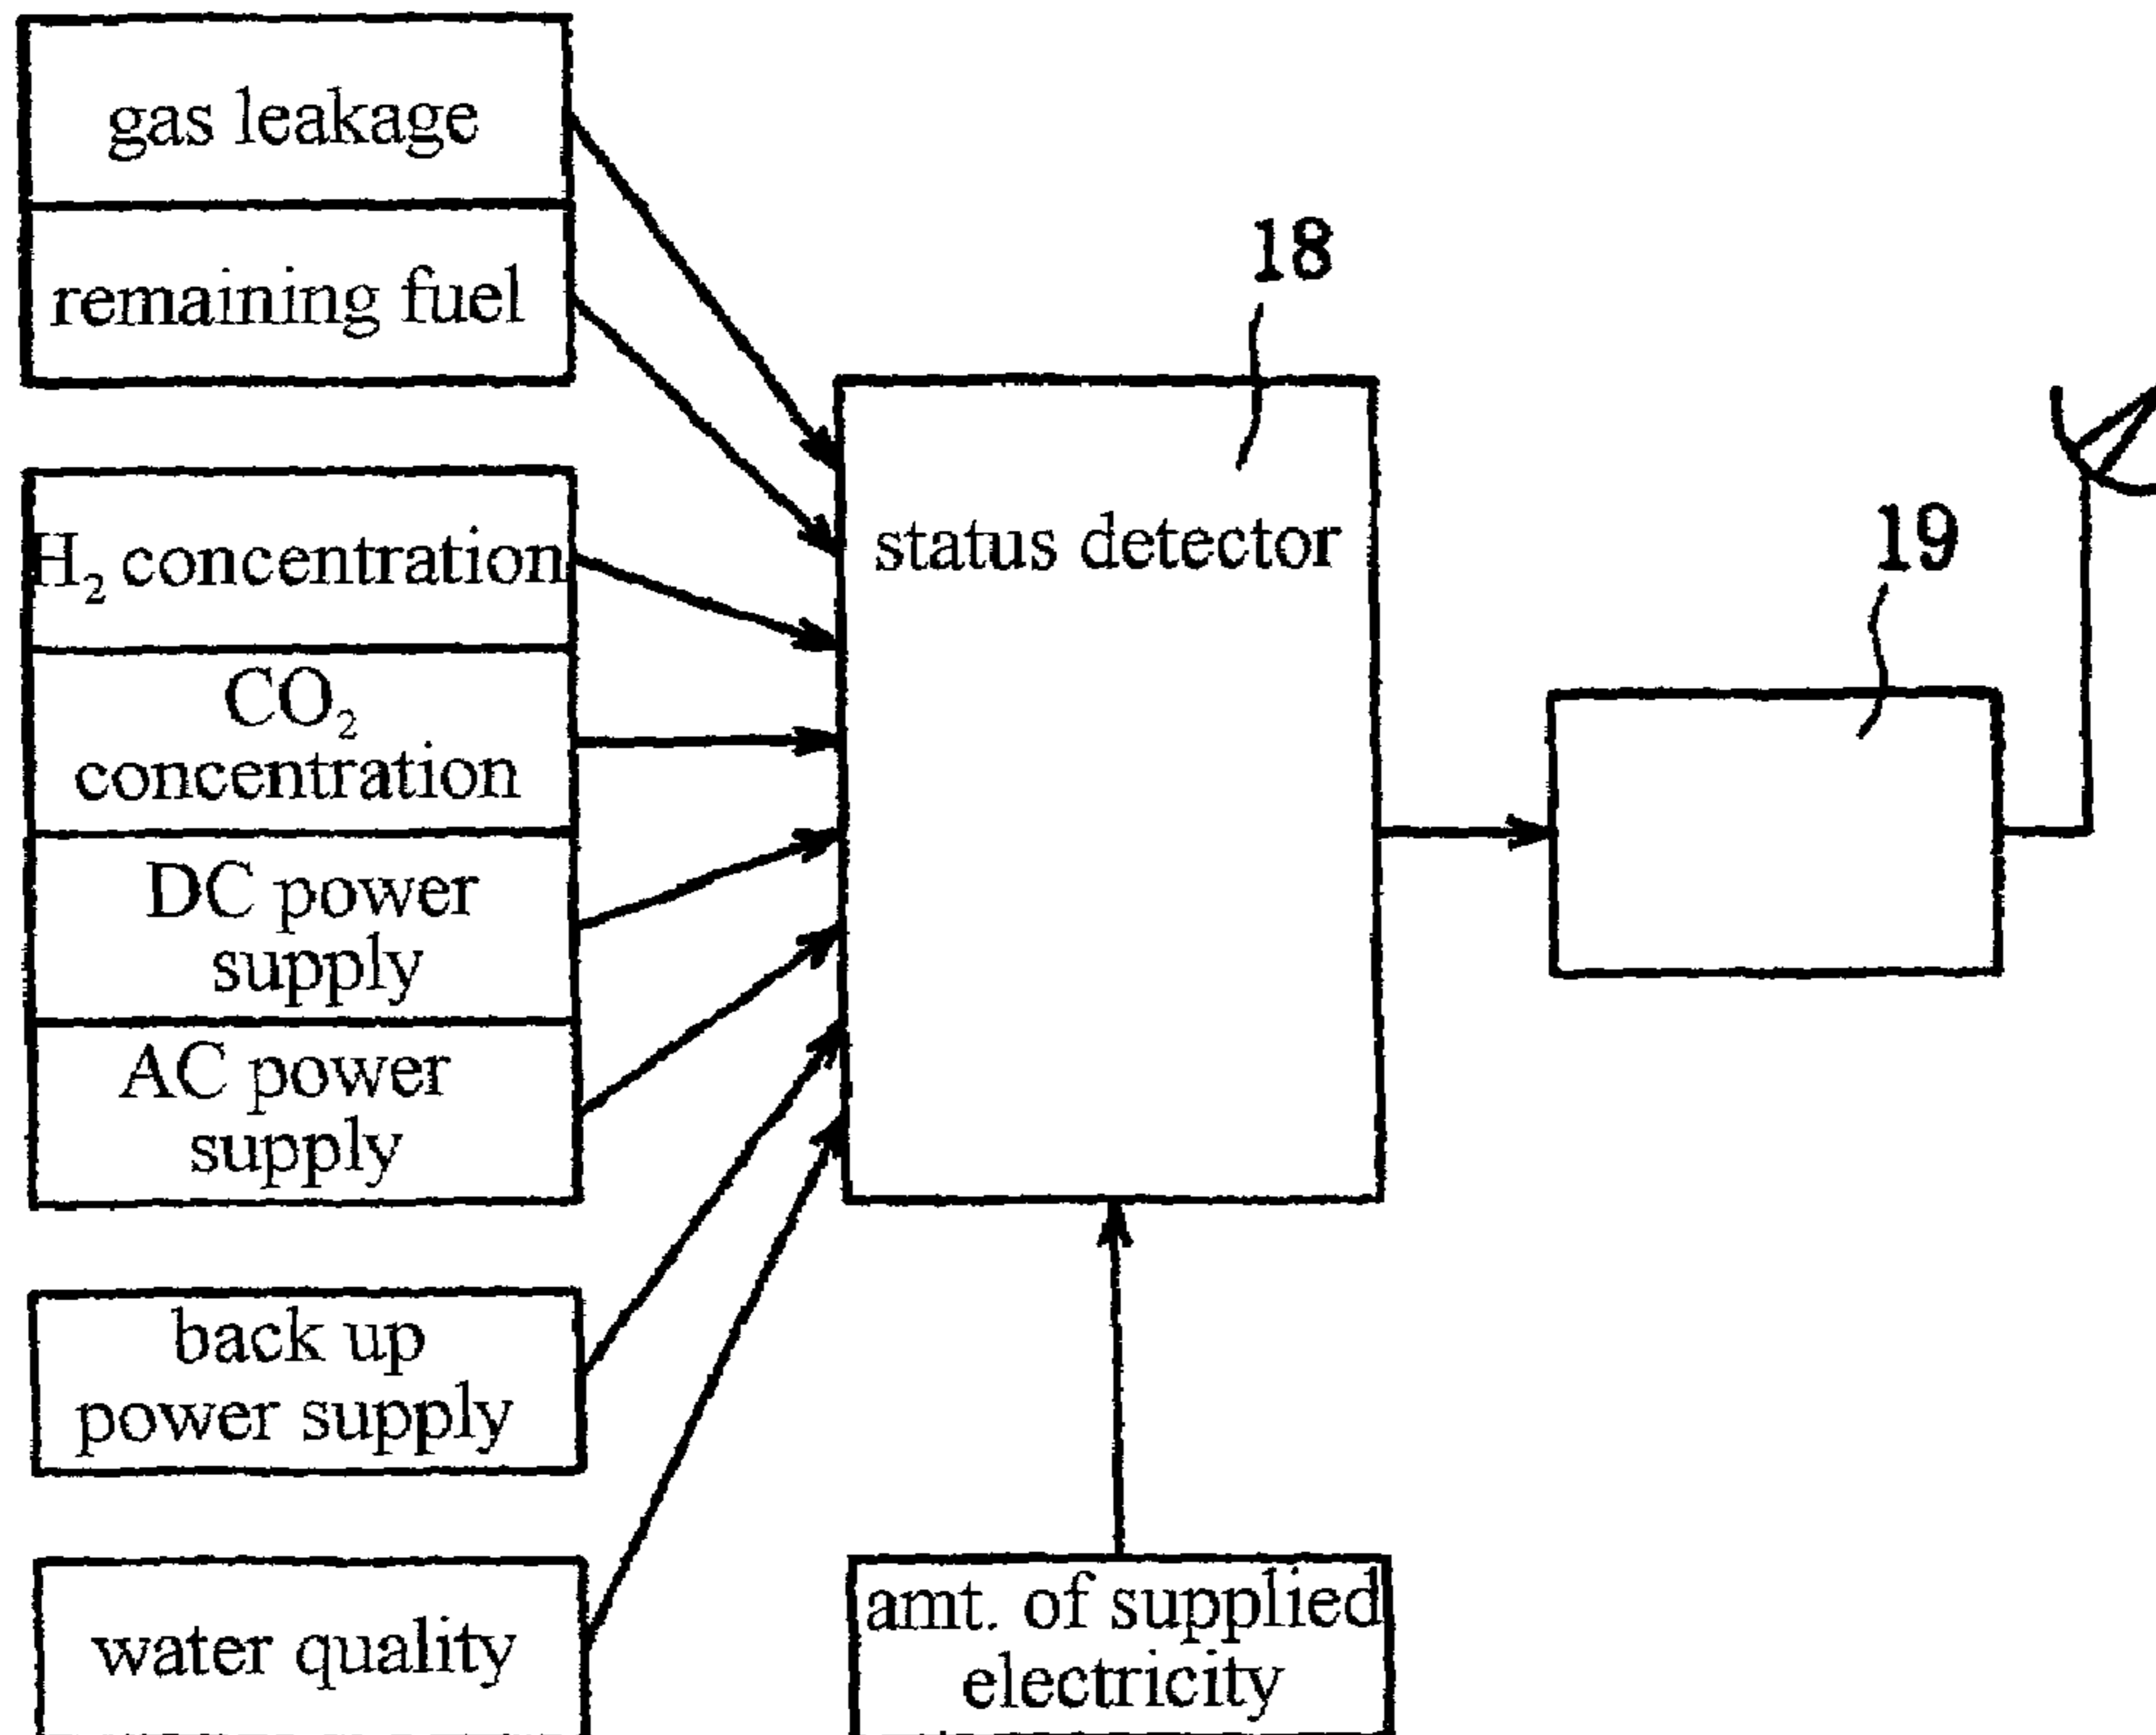 gas leakage
remaining fuel
18
status detector
H₂ concentration
19
CO₂
concentration
DC power
supply
AC power
supply
back up
power supply
water quality
amt. of supplied
electricity